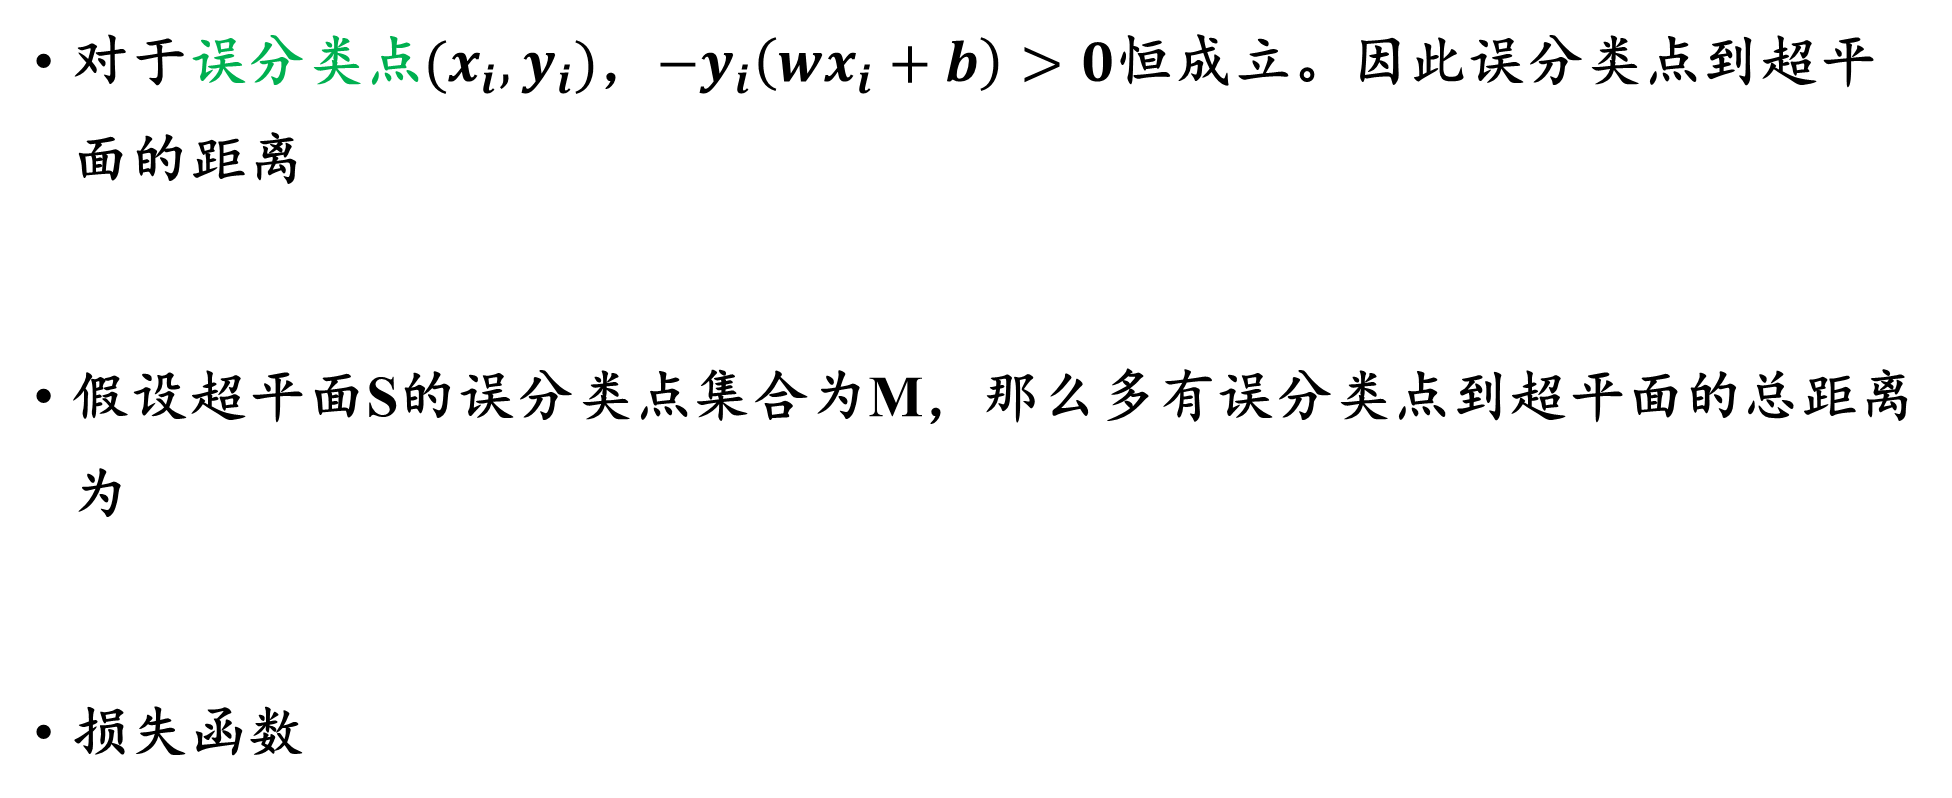 • 对于误分类点(xᵢ, yᵢ)，−yᵢ(wxᵢ + b) > 0恒成立。因此误分类点到超平
面的距离
• 假设超平面S的误分类点集合为M，那么多有误分类点到超平面的总距离
为
• 损失函数